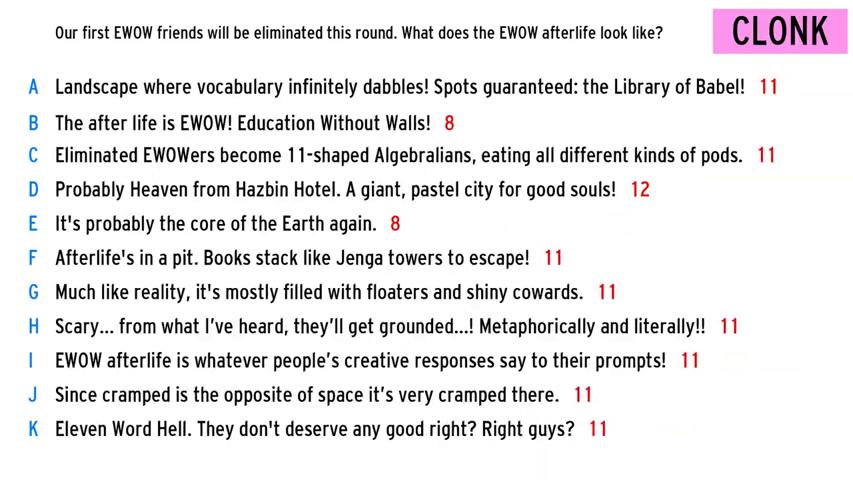 Our first EWOW friends will be eliminated this round. What does the EWOW afterlife look like?
CLONK
A Landscape where vocabulary infinitely dabbles! Spots guaranteed: the Library of Babel! 11
B The after life is EWOW! Education Without Walls! 8
C Eliminated EWOWers become 11-shaped Algebralians, eating all different kinds of pods. 11
D Probably Heaven from Hazbin Hotel. A giant, pastel city for good souls! 12
E It's probably the core of the Earth again. 8
F Afterlife's in a pit. Books stack like Jenga towers to escape! 11
G Much like reality, it's mostly filled with floaters and shiny cowards. 11
H Scary... from what I’ve heard, they’ll get grounded...! Metaphorically and literally!! 11
I EWOW afterlife is whatever people’s creative responses say to their prompts! 11
J Since cramped is the opposite of space it’s very cramped there. 11
K Eleven Word Hell. They don't deserve any good right? Right guys? 11